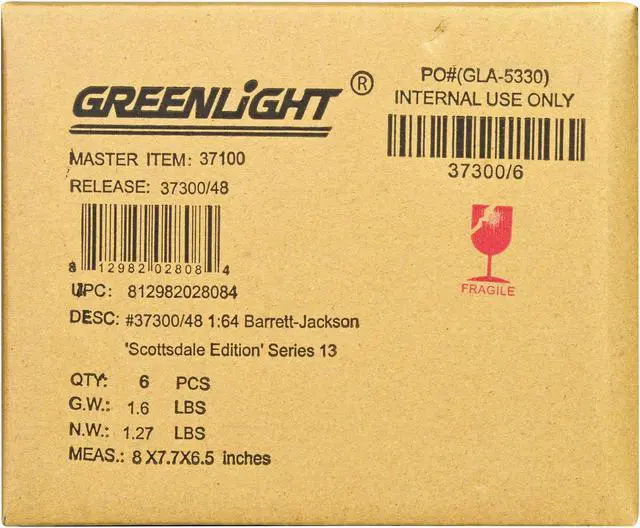 GREENLiGHT®
PO#(GLA-5330)
INTERNAL USE ONLY
37300/6
MASTER ITEM: 37100
RELEASE: 37300/48
8 12982 02808 4
UPC: 812982028084
FRAGILE
DESC: #37300/48 1:64 Barrett-Jackson
'Scottsdale Edition' Series 13
QTY: 6 PCS
G.W.: 1.6 LBS
N.W.: 1.27 LBS
MEAS.: 8 X7.7X6.5 inches